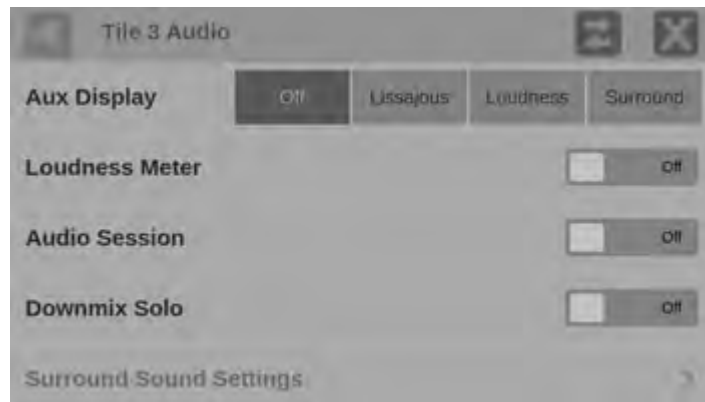 Tile 3 Audio
Aux Display Off Lissajous Loudness Surround
Loudness Meter Off
Audio Session Off
Downmix Solo Off
Surround Sound Settings